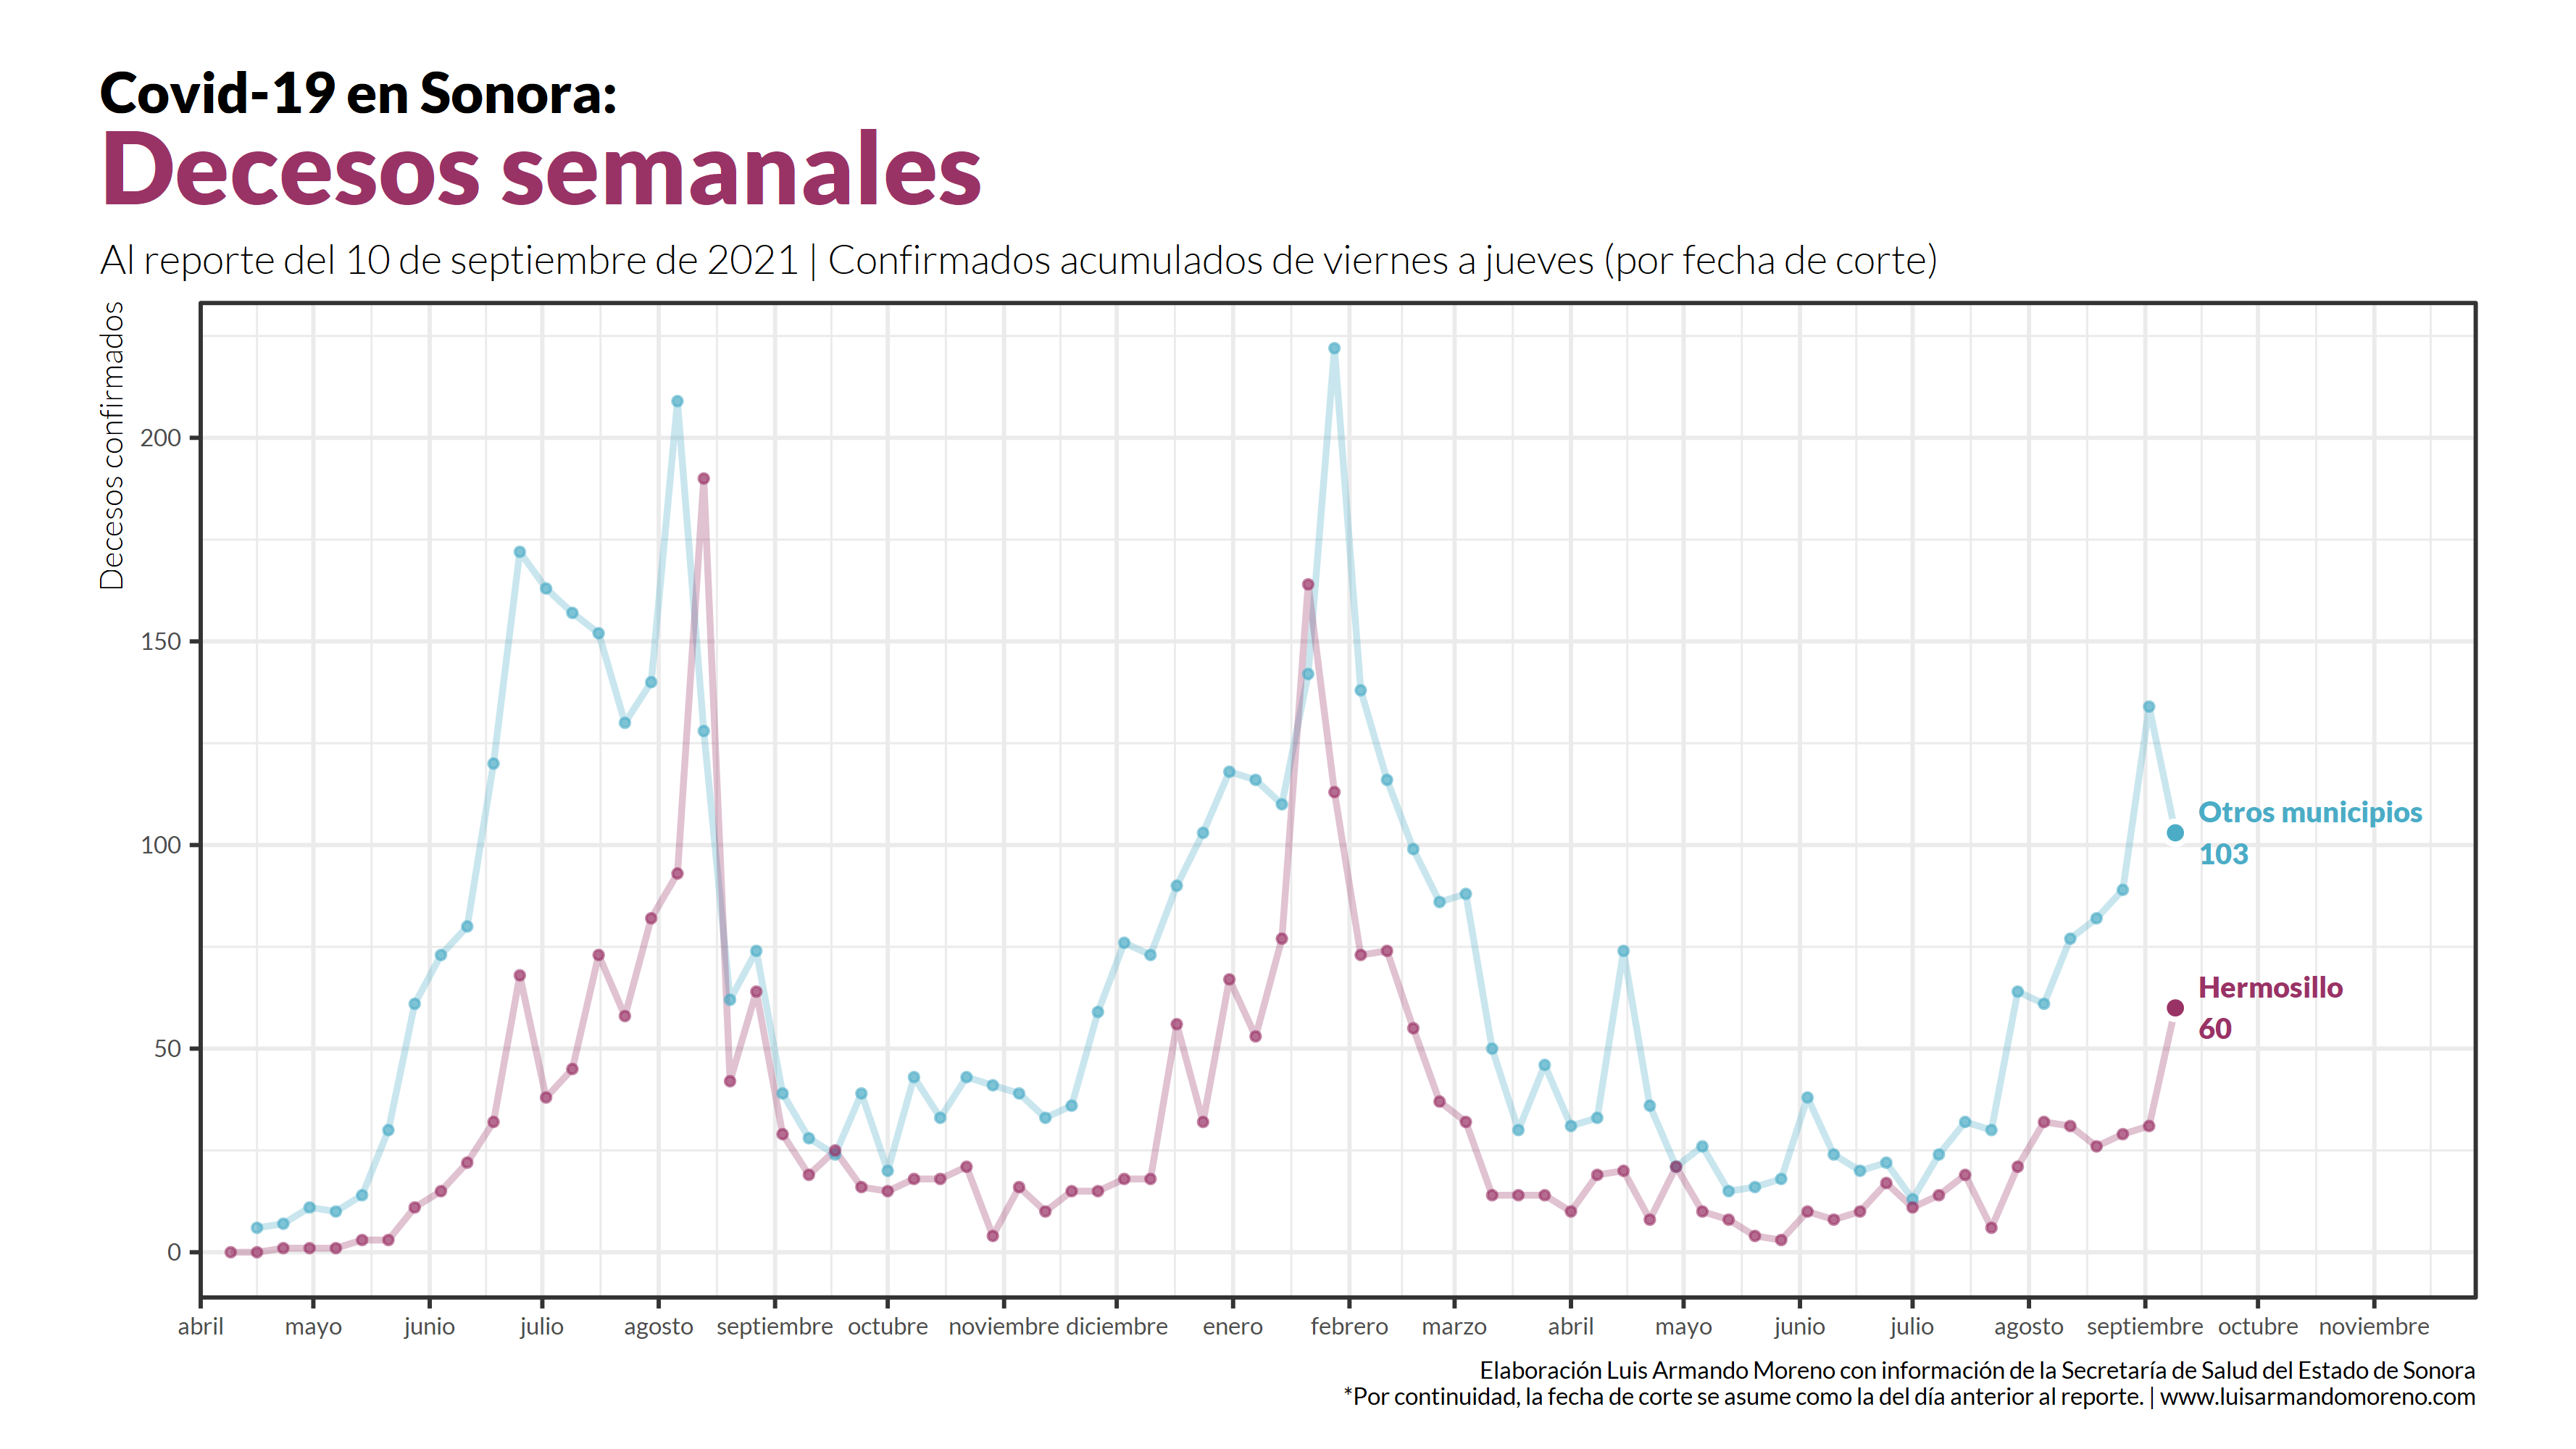 Covid-19 en Sonora:
Decesos semanales
Al reporte del 10 de septiembre de 2021 | Confirmados acumulados de viernes a jueves (por fecha de corte)
Decesos confirmados
200
150
100
50
0
Otros municipios
103
Hermosillo
60
abril mayo junio julio agosto septiembre octubre noviembre diciembre enero febrero marzo abril mayo junio julio agosto septiembre octubre noviembre
Elaboración Luis Armando Moreno con información de la Secretaría de Salud del Estado de Sonora
*Por continuidad, la fecha de corte se asume como la del día anterior al reporte. | www.luisarmandomoreno.com